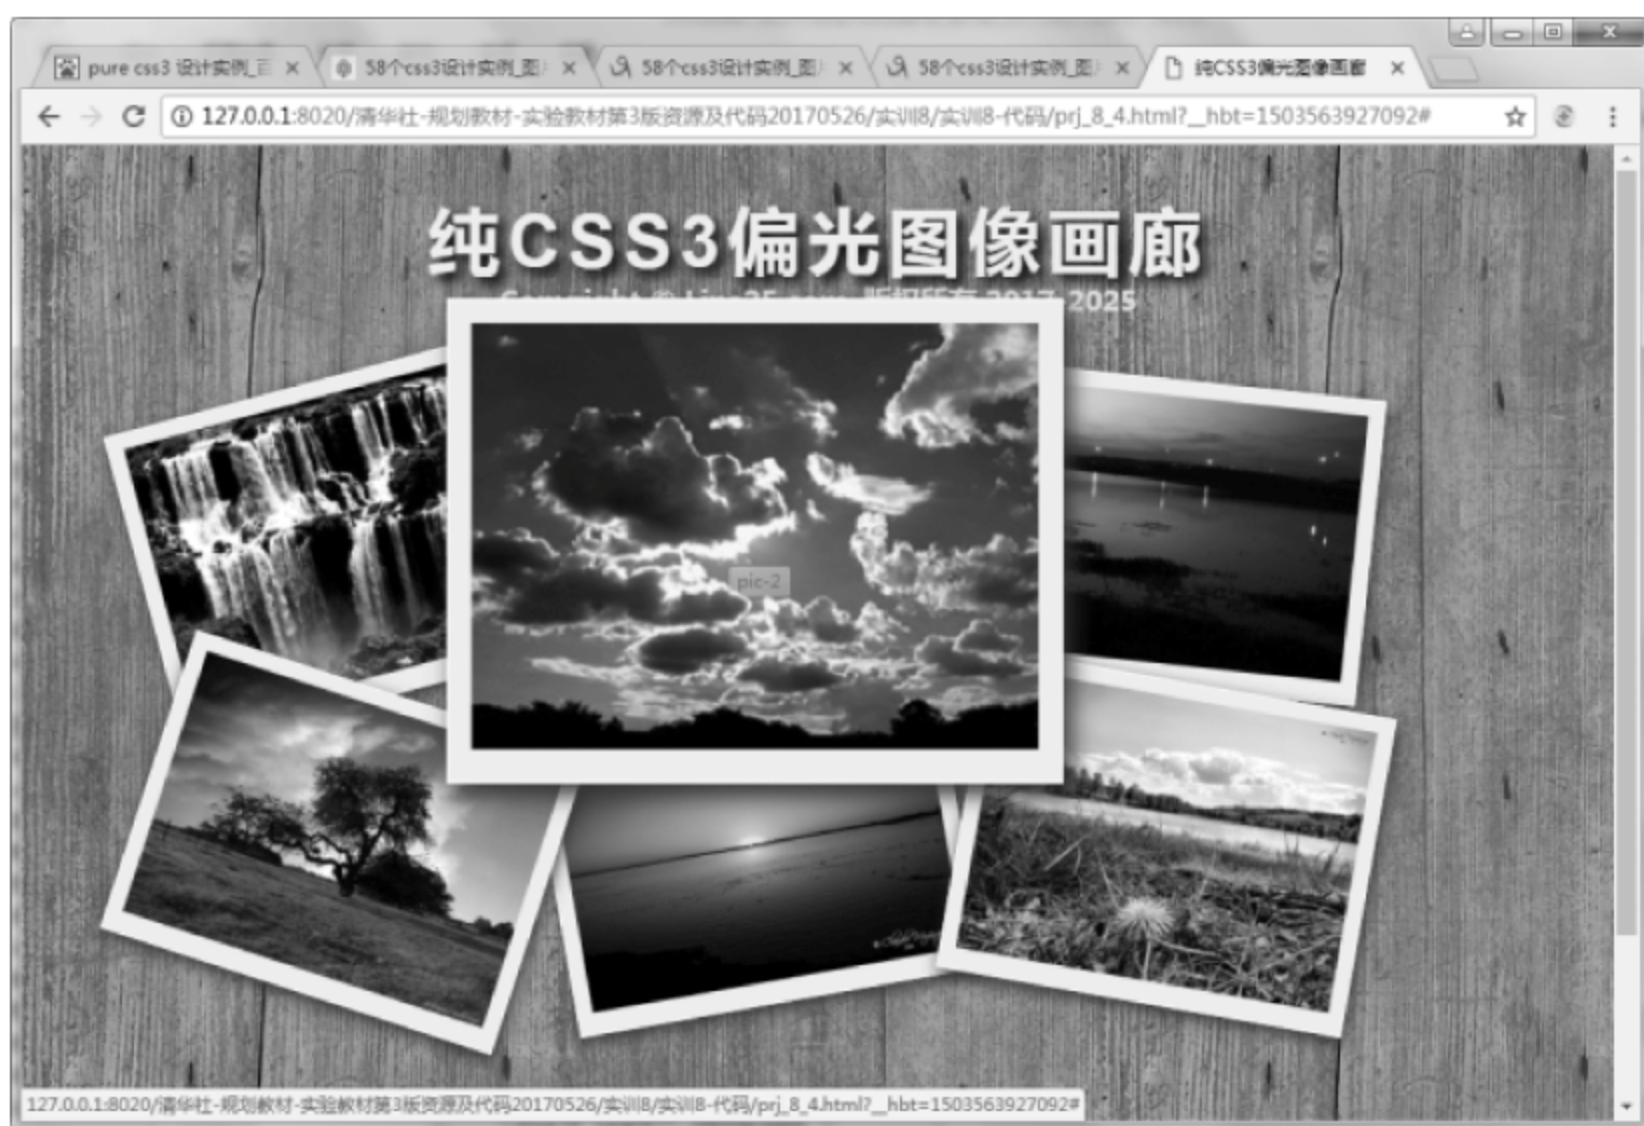 pure css3 设计实例_百
58个css3设计实例_图
58个css3设计实例_图
58个css3设计实例_图
纯CSS3偏光图像画廊
127.0.0.1:8020/清华社-规划教材-实验教材第3版资源及代码20170526/实训8/实训8-代码/prj_8_4.html?__hbt=1503563927092#
纯CSS3偏光图像画廊
版权所有 2017-2025
pic-2
127.0.0.1:8020/清华社-规划教材-实验教材第3版资源及代码20170526/实训8/实训8-代码/prj_8_4.html?__hbt=1503563927092#